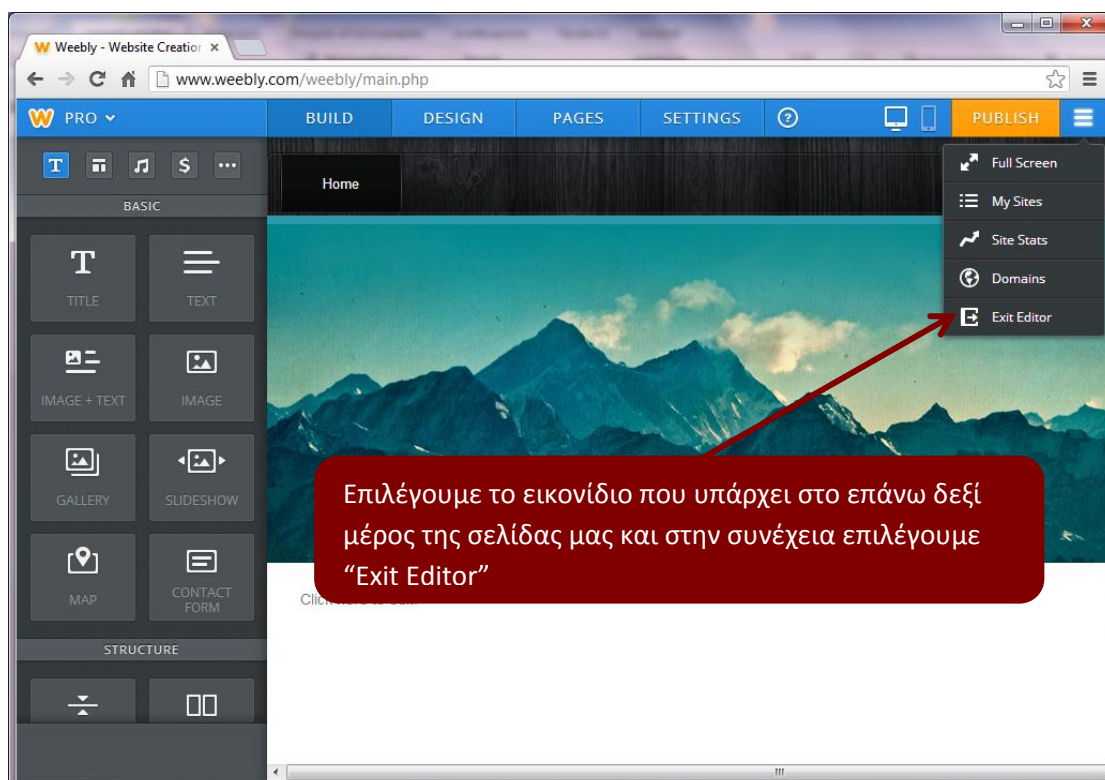 Weebly - Website Creation
www.weebly.com/weebly/main.php
PRO
BUILD
DESIGN
PAGES
SETTINGS
PUBLISH
Full Screen
My Sites
Site Stats
Domains
Exit Editor
Home
BASIC
TITLE
TEXT
IMAGE + TEXT
IMAGE
GALLERY
SLIDESHOW
MAP
CONTACT
FORM
STRUCTURE
Επιλέγουμε το εικονίδιο που υπάρχει στο επάνω δεξί
μέρος της σελίδας μας και στην συνέχεια επιλέγουμε
“Exit Editor”